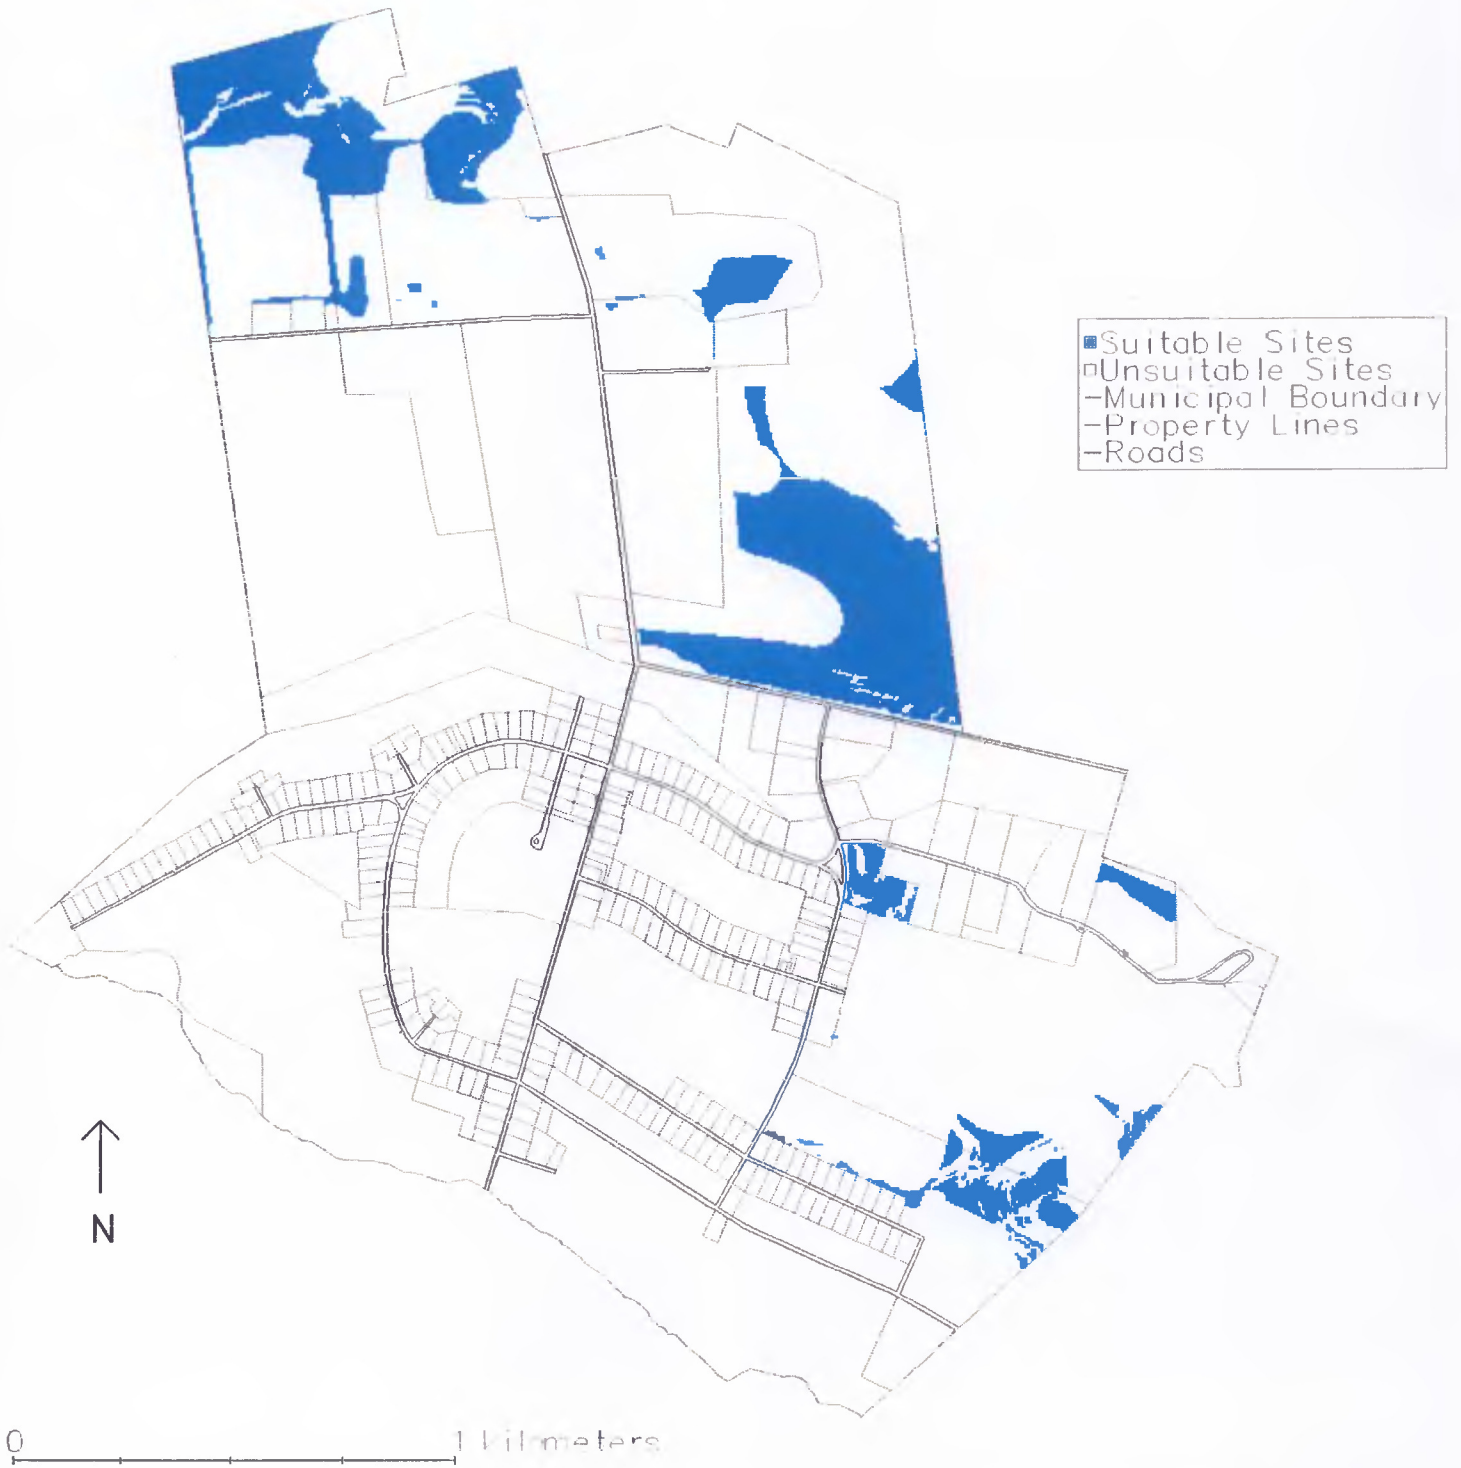 Suitable Sites
Unsuitable Sites
Municipal Boundary
Property Lines
Roads
N
0 1 kilometers